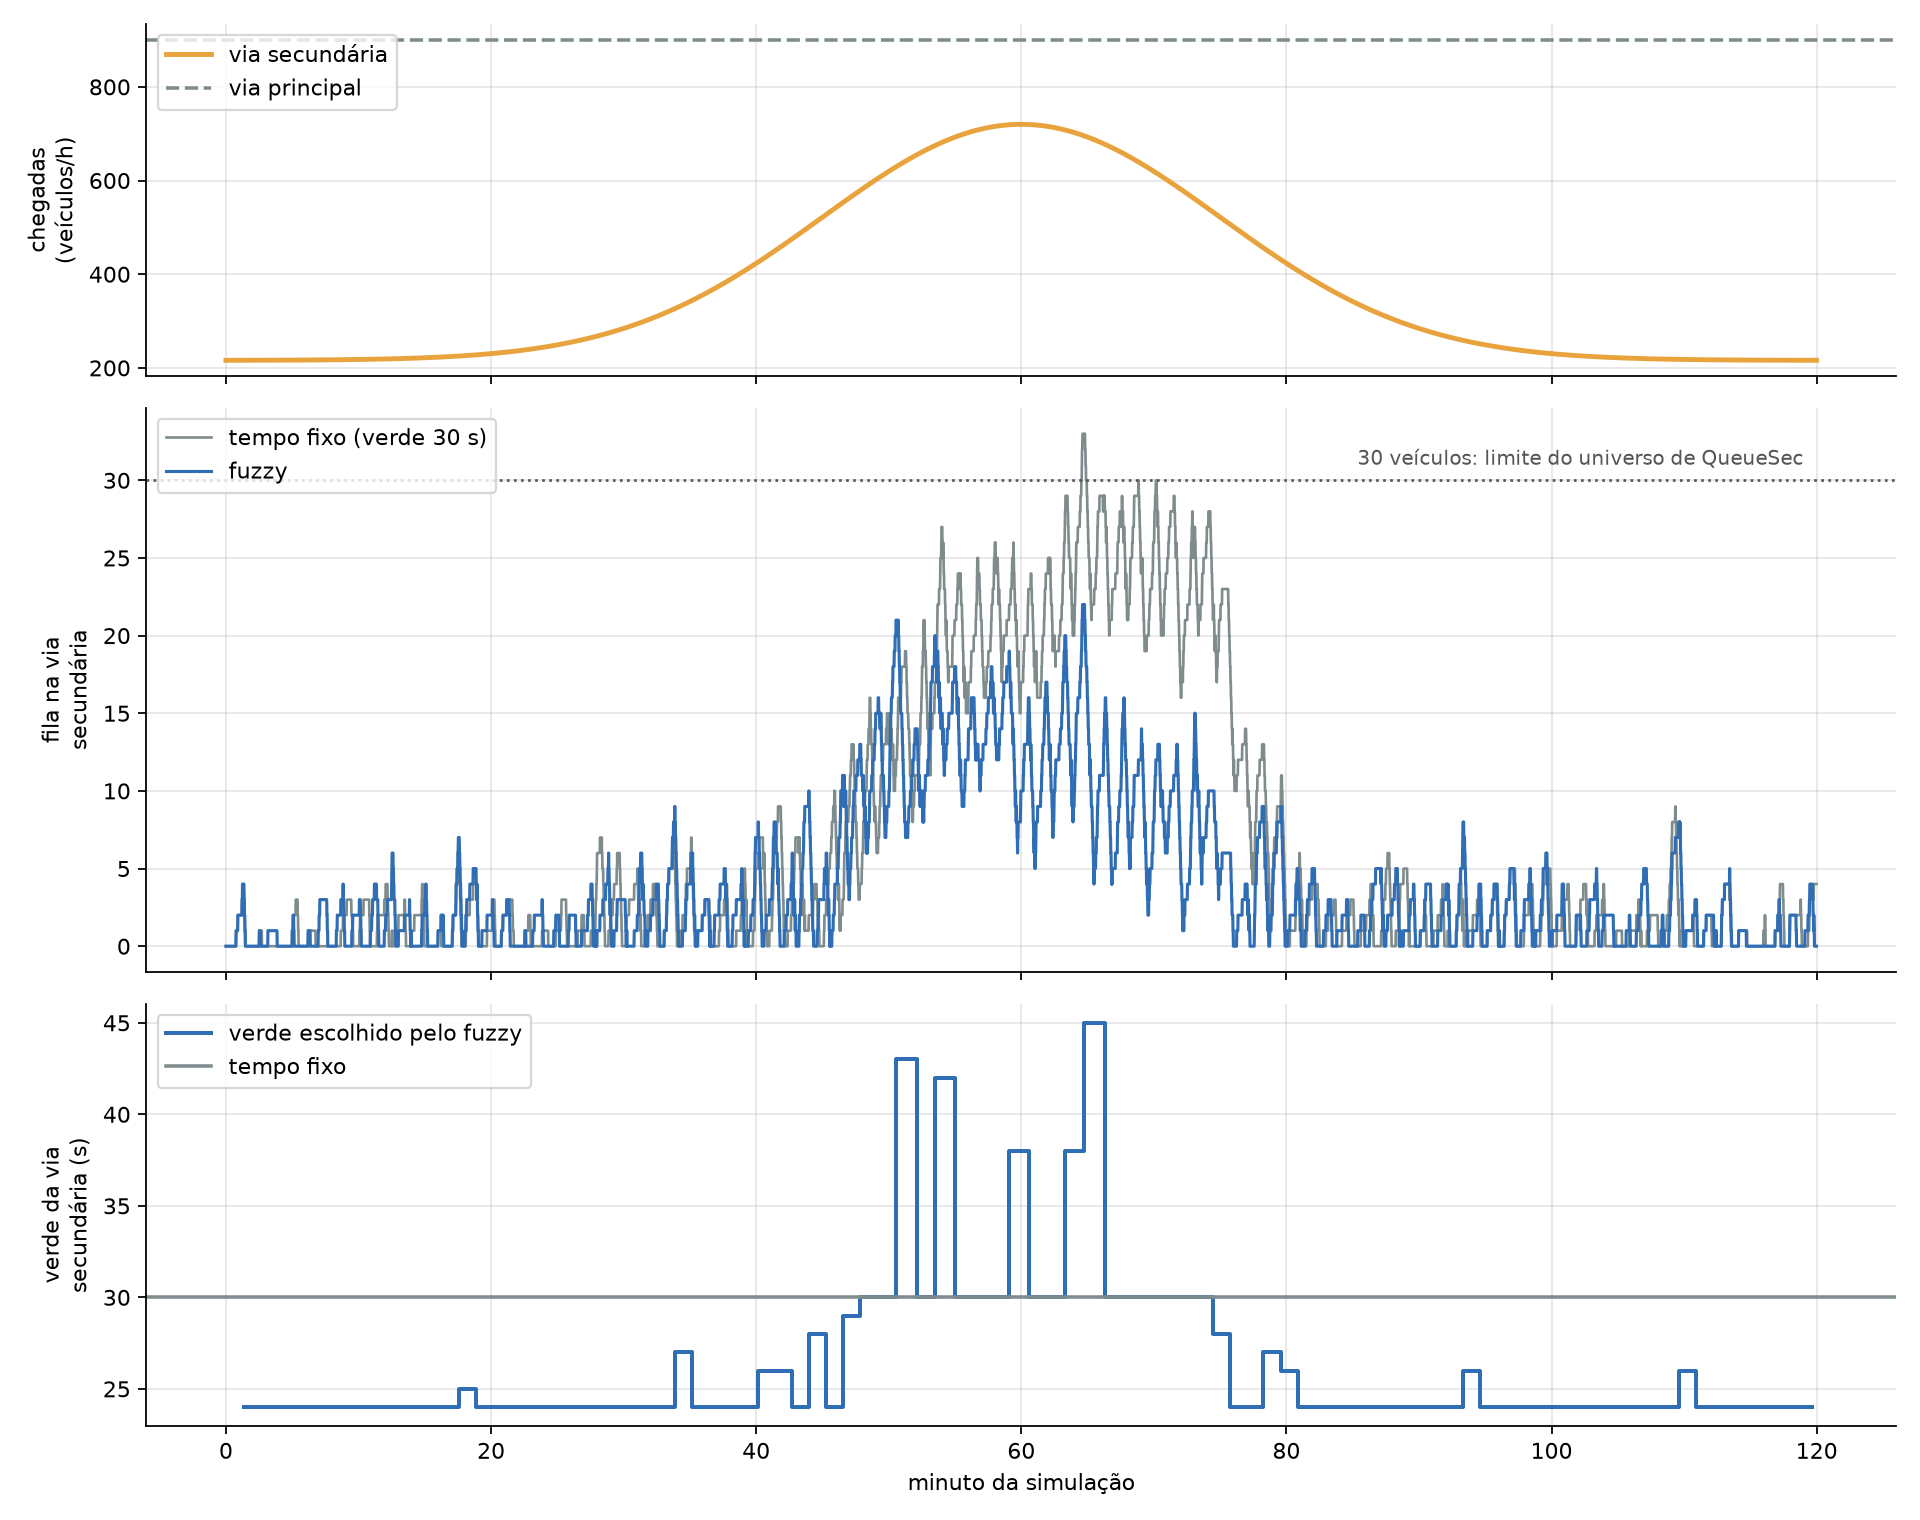 via secundária
via principal
800
600
400
200
chegadas
(veículos/h)
tempo fixo (verde 30 s)
fuzzy
30 veículos: limite do universo de QueueSec
30
25
20
15
10
5
0
fila na via
secundária
verde escolhido pelo fuzzy
tempo fixo
45
40
35
30
25
verde da via
secundária (s)
0 20 40 60 80 100 120
minuto da simulação